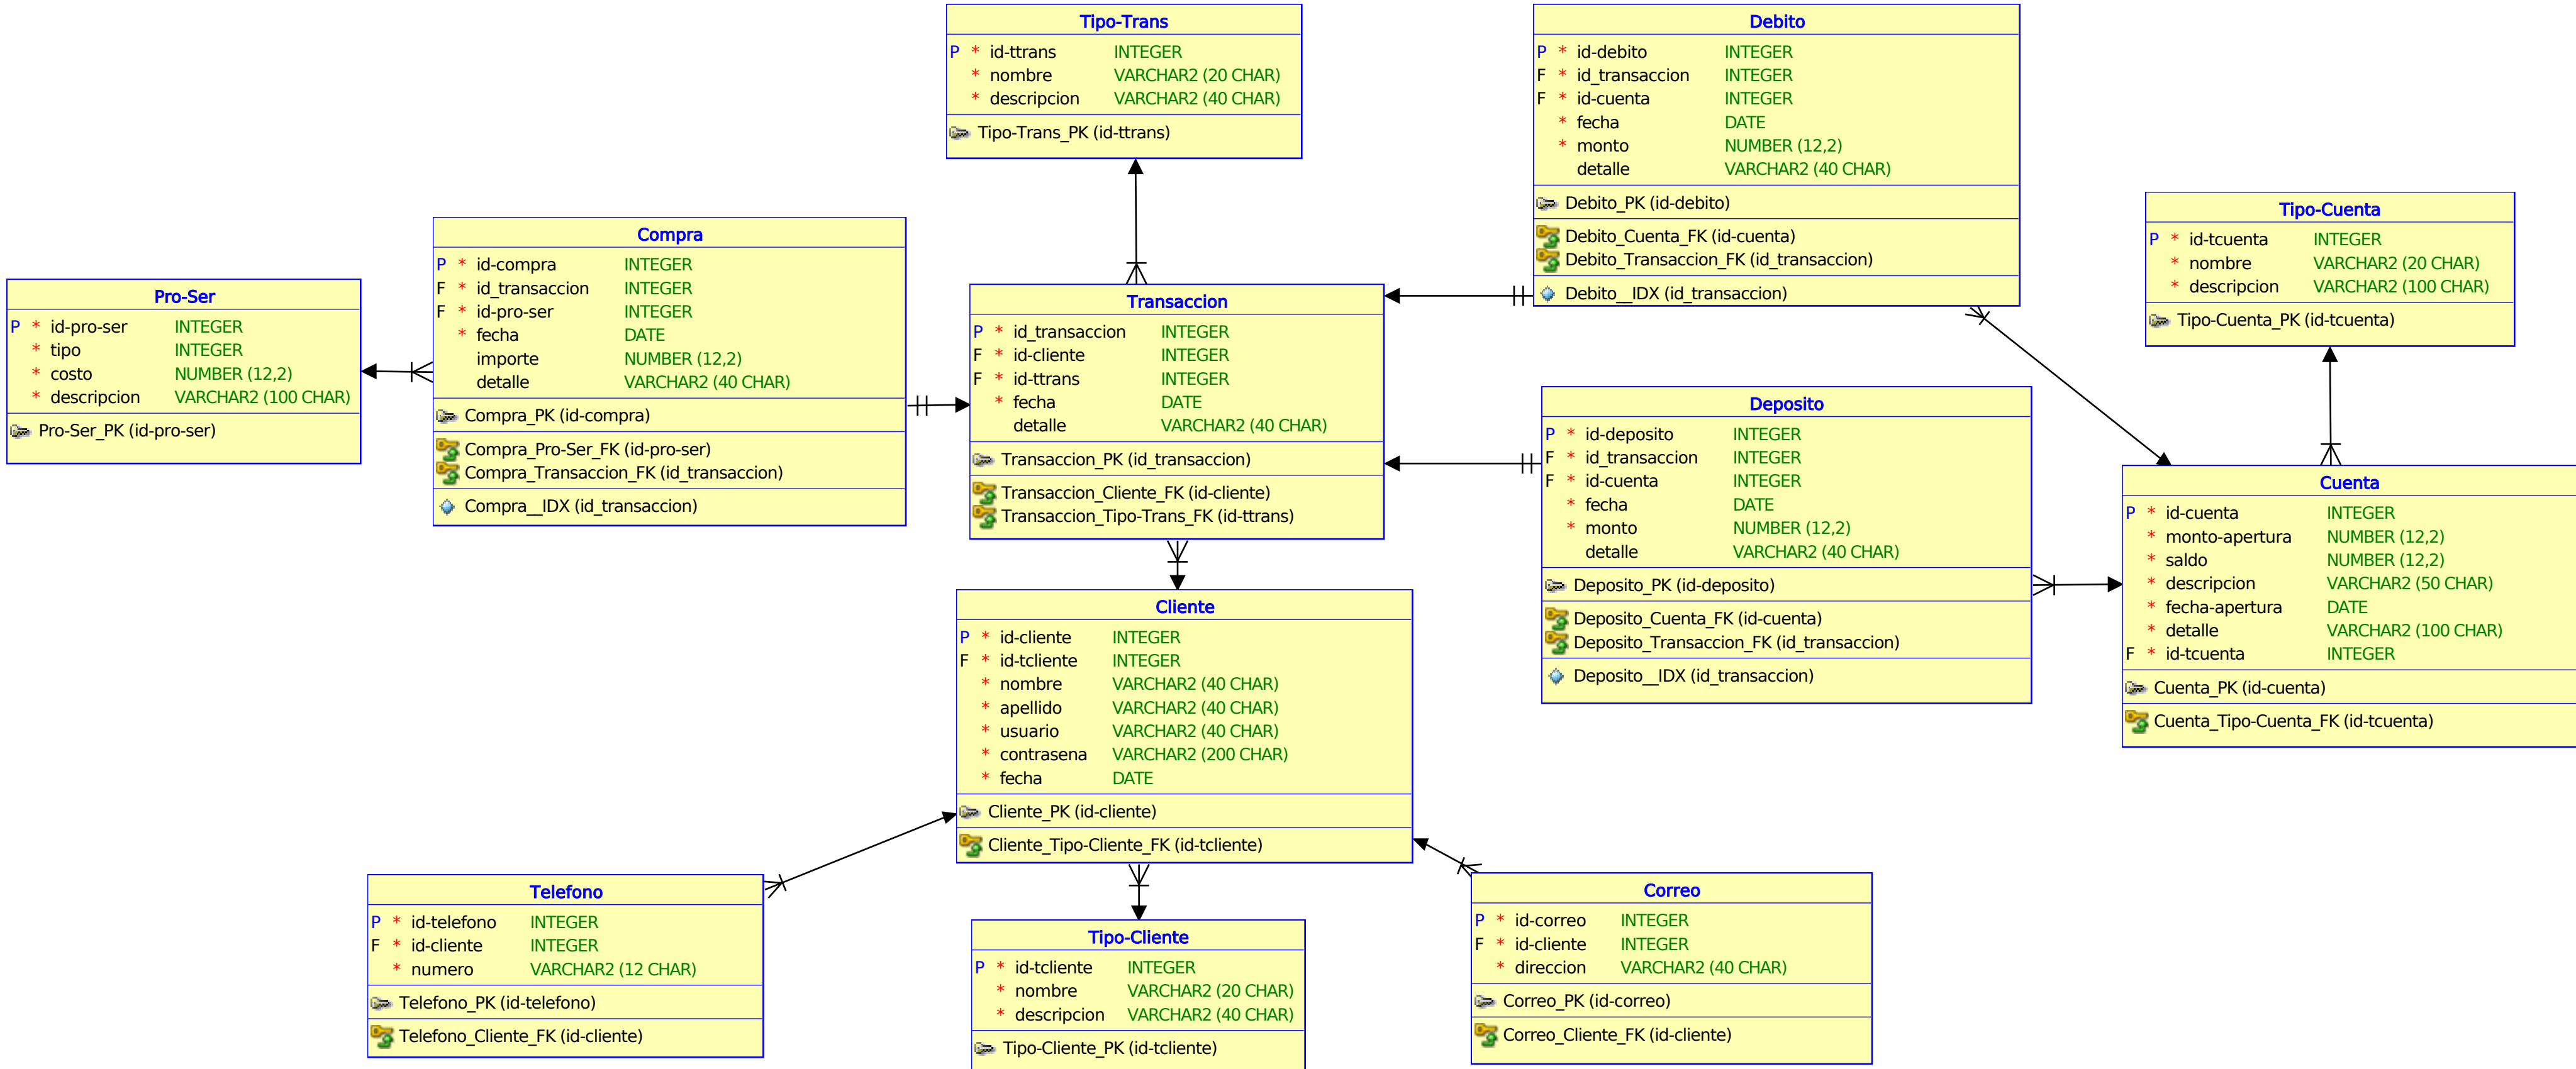 Tipo-Trans
P * id-ttrans INTEGER
* nombre VARCHAR2 (20 CHAR)
* descripcion VARCHAR2 (40 CHAR)
Tipo-Trans_PK (id-ttrans)
Debito
P * id-debito INTEGER
F * id_transaccion INTEGER
F * id-cuenta INTEGER
* fecha DATE
* monto NUMBER (12,2)
detalle VARCHAR2 (40 CHAR)
Debito_PK (id-debito)
Debito_Cuenta_FK (id-cuenta)
Debito_Transaccion_FK (id_transaccion)
Debito__IDX (id_transaccion)
Tipo-Cuenta
P * id-tcuenta INTEGER
* nombre VARCHAR2 (20 CHAR)
* descripcion VARCHAR2 (100 CHAR)
Tipo-Cuenta_PK (id-tcuenta)
Compra
P * id-compra INTEGER
F * id_transaccion INTEGER
F * id-pro-ser INTEGER
* fecha DATE
importe NUMBER (12,2)
detalle VARCHAR2 (40 CHAR)
Compra_PK (id-compra)
Compra_Pro-Ser_FK (id-pro-ser)
Compra_Transaccion_FK (id_transaccion)
Compra__IDX (id_transaccion)
Pro-Ser
P * id-pro-ser INTEGER
* tipo INTEGER
* costo NUMBER (12,2)
* descripcion VARCHAR2 (100 CHAR)
Pro-Ser_PK (id-pro-ser)
Transaccion
P * id_transaccion INTEGER
F * id-cliente INTEGER
F * id-ttrans INTEGER
* fecha DATE
detalle VARCHAR2 (40 CHAR)
Transaccion_PK (id_transaccion)
Transaccion_Cliente_FK (id-cliente)
Transaccion_Tipo-Trans_FK (id-ttrans)
Deposito
P * id-deposito INTEGER
F * id_transaccion INTEGER
F * id-cuenta INTEGER
* fecha DATE
* monto NUMBER (12,2)
detalle VARCHAR2 (40 CHAR)
Deposito_PK (id-deposito)
Deposito_Cuenta_FK (id-cuenta)
Deposito_Transaccion_FK (id_transaccion)
Deposito__IDX (id_transaccion)
Cuenta
P * id-cuenta INTEGER
* monto-apertura NUMBER (12,2)
* saldo NUMBER (12,2)
* descripcion VARCHAR2 (50 CHAR)
* fecha-apertura DATE
* detalle VARCHAR2 (100 CHAR)
F * id-tcuenta INTEGER
Cuenta_PK (id-cuenta)
Cuenta_Tipo-Cuenta_FK (id-tcuenta)
Cliente
P * id-cliente INTEGER
F * id-tcliente INTEGER
* nombre VARCHAR2 (40 CHAR)
* apellido VARCHAR2 (40 CHAR)
* usuario VARCHAR2 (40 CHAR)
* contrasena VARCHAR2 (200 CHAR)
* fecha DATE
Cliente_PK (id-cliente)
Cliente_Tipo-Cliente_FK (id-tcliente)
Telefono
P * id-telefono INTEGER
F * id-cliente INTEGER
* numero VARCHAR2 (12 CHAR)
Telefono_PK (id-telefono)
Telefono_Cliente_FK (id-cliente)
Tipo-Cliente
P * id-tcliente INTEGER
* nombre VARCHAR2 (20 CHAR)
* descripcion VARCHAR2 (40 CHAR)
Tipo-Cliente_PK (id-tcliente)
Correo
P * id-correo INTEGER
F * id-cliente INTEGER
* direccion VARCHAR2 (40 CHAR)
Correo_PK (id-correo)
Correo_Cliente_FK (id-cliente)